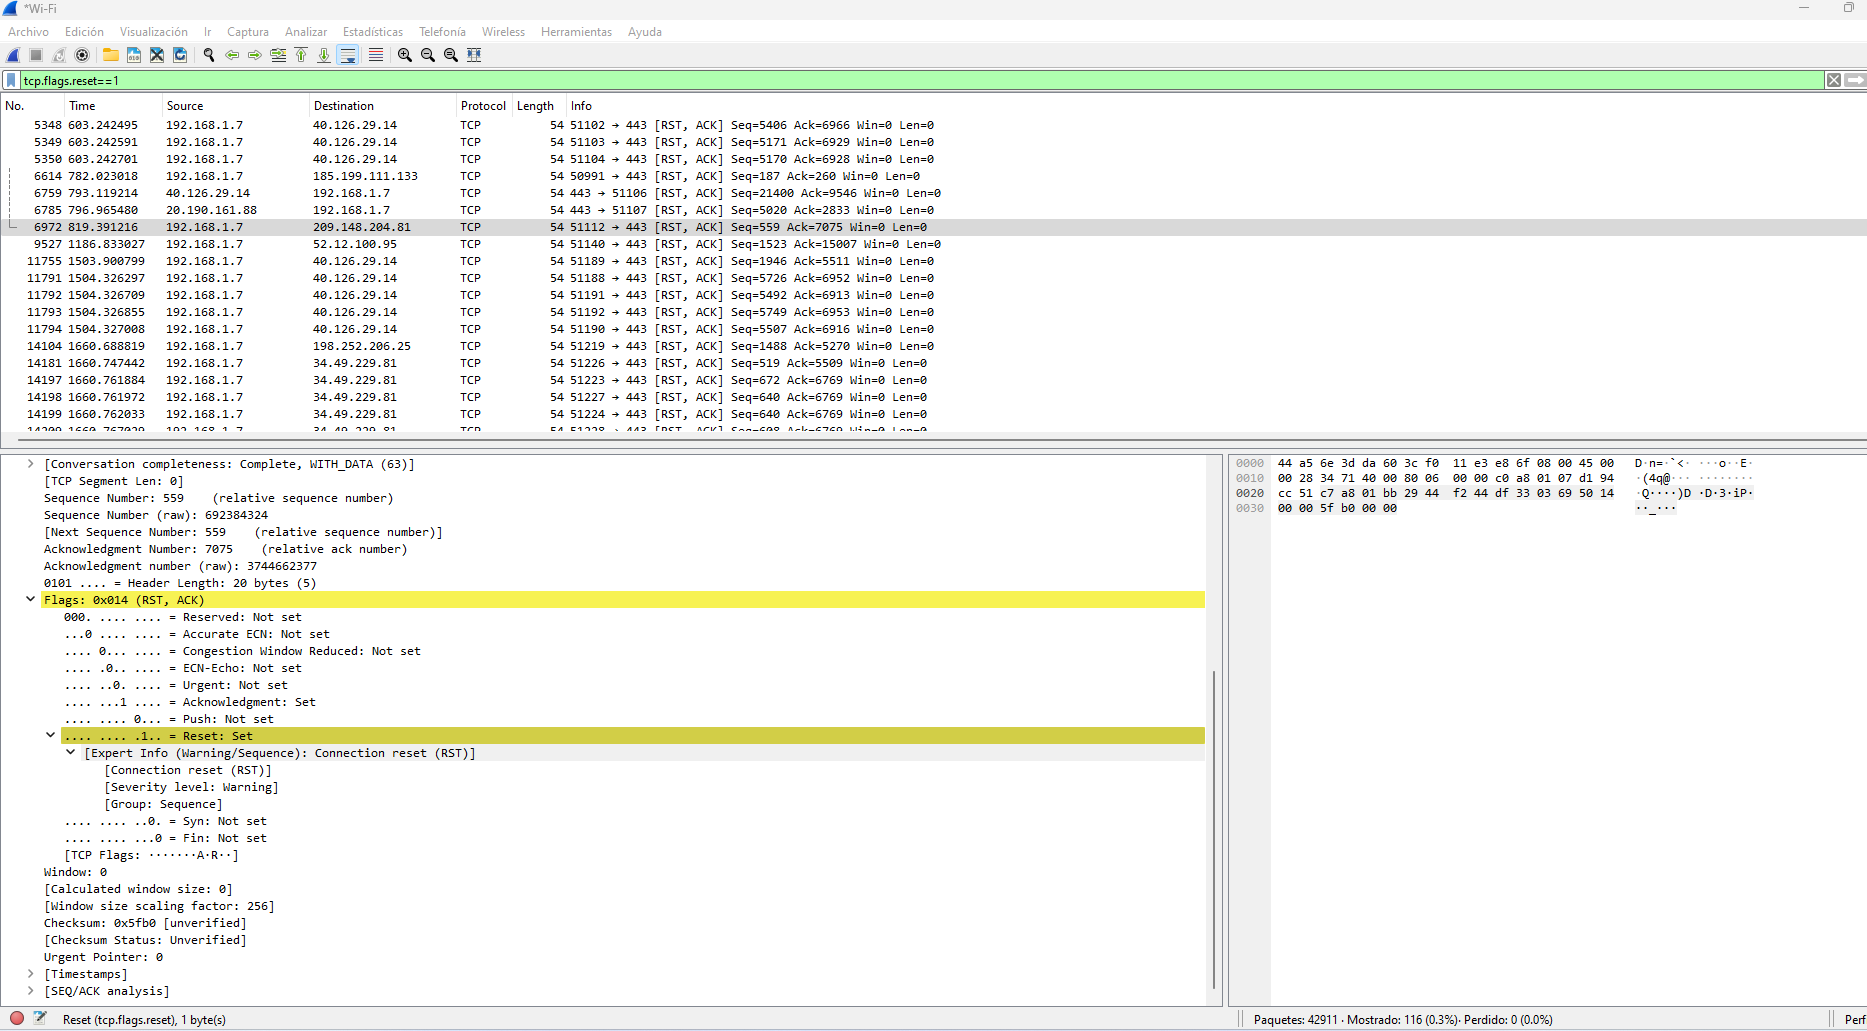 *Wi-Fi
Archivo Edición Visualización Ir Captura Analizar Estadísticas Telefonía Wireless Herramientas Ayuda
tcp.flags.reset==1
No. Time Source Destination Protocol Length Info
5348 603.242495 192.168.1.7 40.126.29.14 TCP 54 51102 → 443 [RST, ACK] Seq=5406 Ack=6966 Win=0 Len=0
5349 603.242591 192.168.1.7 40.126.29.14 TCP 54 51103 → 443 [RST, ACK] Seq=5171 Ack=6929 Win=0 Len=0
5350 603.242701 192.168.1.7 40.126.29.14 TCP 54 51104 → 443 [RST, ACK] Seq=5170 Ack=6928 Win=0 Len=0
6614 782.023018 192.168.1.7 185.199.111.133 TCP 54 50991 → 443 [RST, ACK] Seq=187 Ack=260 Win=0 Len=0
6759 793.119214 40.126.29.14 192.168.1.7 TCP 54 443 → 51106 [RST, ACK] Seq=21400 Ack=9546 Win=0 Len=0
6785 796.965480 20.190.161.88 192.168.1.7 TCP 54 443 → 51107 [RST, ACK] Seq=5020 Ack=2833 Win=0 Len=0
6972 819.391216 192.168.1.7 209.148.204.81 TCP 54 51112 → 443 [RST, ACK] Seq=559 Ack=7075 Win=0 Len=0
9527 1186.833027 192.168.1.7 52.12.100.95 TCP 54 51140 → 443 [RST, ACK] Seq=1523 Ack=15007 Win=0 Len=0
11755 1503.900799 192.168.1.7 40.126.29.14 TCP 54 51189 → 443 [RST, ACK] Seq=1946 Ack=5511 Win=0 Len=0
11791 1504.326297 192.168.1.7 40.126.29.14 TCP 54 51188 → 443 [RST, ACK] Seq=5726 Ack=6952 Win=0 Len=0
11792 1504.326709 192.168.1.7 40.126.29.14 TCP 54 51191 → 443 [RST, ACK] Seq=5492 Ack=6913 Win=0 Len=0
11793 1504.326855 192.168.1.7 40.126.29.14 TCP 54 51192 → 443 [RST, ACK] Seq=5749 Ack=6953 Win=0 Len=0
11794 1504.327008 192.168.1.7 40.126.29.14 TCP 54 51190 → 443 [RST, ACK] Seq=5507 Ack=6916 Win=0 Len=0
14104 1660.688819 192.168.1.7 198.252.206.25 TCP 54 51219 → 443 [RST, ACK] Seq=1488 Ack=5270 Win=0 Len=0
14181 1660.747442 192.168.1.7 34.49.229.81 TCP 54 51226 → 443 [RST, ACK] Seq=519 Ack=5509 Win=0 Len=0
14197 1660.761884 192.168.1.7 34.49.229.81 TCP 54 51223 → 443 [RST, ACK] Seq=672 Ack=6769 Win=0 Len=0
14198 1660.761972 192.168.1.7 34.49.229.81 TCP 54 51227 → 443 [RST, ACK] Seq=640 Ack=6769 Win=0 Len=0
14199 1660.762033 192.168.1.7 34.49.229.81 TCP 54 51224 → 443 [RST, ACK] Seq=640 Ack=6769 Win=0 Len=0
[Conversation completeness: Complete, WITH_DATA (63)]
[TCP Segment Len: 0]
Sequence Number: 559 (relative sequence number)
Sequence Number (raw): 692384324
[Next Sequence Number: 559 (relative sequence number)]
Acknowledgment Number: 7075 (relative ack number)
Acknowledgment number (raw): 3744662377
0101 .... = Header Length: 20 bytes (5)
Flags: 0x014 (RST, ACK)
000. .... .... = Reserved: Not set
...0 .... .... = Accurate ECN: Not set
.... 0... .... = Congestion Window Reduced: Not set
.... .0.. .... = ECN-Echo: Not set
.... ..0. .... = Urgent: Not set
.... ...1 .... = Acknowledgment: Set
.... .... 0... = Push: Not set
.... .... .1.. = Reset: Set
[Expert Info (Warning/Sequence): Connection reset (RST)]
[Connection reset (RST)]
[Severity level: Warning]
[Group: Sequence]
.... .... ..0. = Syn: Not set
.... .... ...0 = Fin: Not set
[TCP Flags: ·······A·R··]
Window: 0
[Calculated window size: 0]
[Window size scaling factor: 256]
Checksum: 0x5fb0 [unverified]
[Checksum Status: Unverified]
Urgent Pointer: 0
[Timestamps]
[SEQ/ACK analysis]
0000 44 a5 6e 3d da 60 3c f0 11 e3 e8 6f 08 00 45 00 D·n=·`<· ···o··E·
0010 00 28 34 71 40 00 80 06 00 00 c0 a8 01 07 d1 94 ·(4q@··· ········
0020 cc 51 c7 a8 01 bb 29 44 f2 44 df 33 03 69 50 14 ·Q····)D ·D·3·iP·
0030 00 00 5f b0 00 00 ··_···
Reset (tcp.flags.reset), 1 byte(s)
Paquetes: 42911 · Mostrado: 116 (0.3%) · Perdido: 0 (0.0%)
Perf